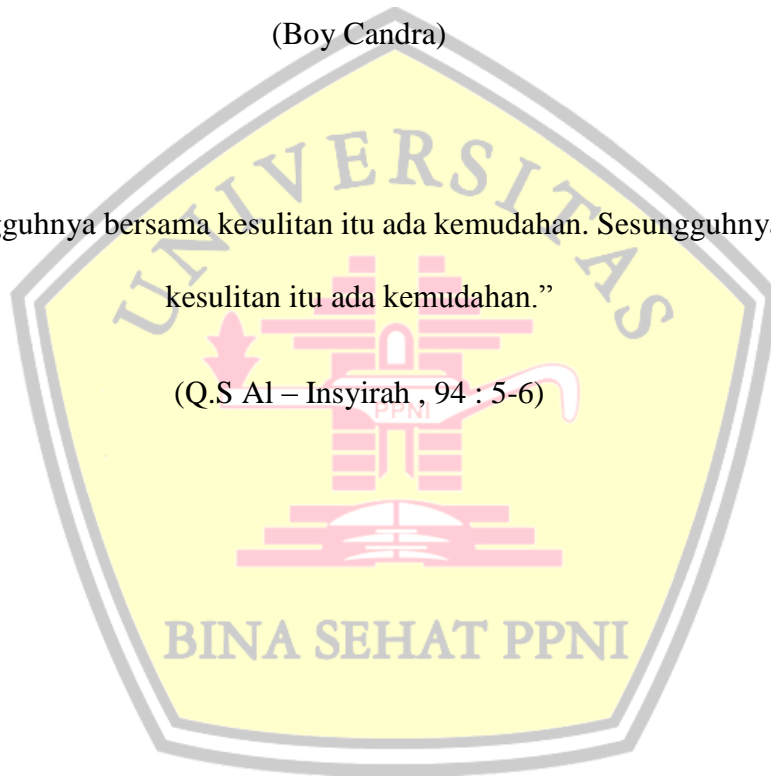 (Boy Candra)
UNIVERSITAS
gguhnya bersama kesulitan itu ada kemudahan. Sesungguhnya
kesulitan itu ada kemudahan.”
(Q.S Al – Insyirah , 94 : 5-6)
PPNI
BINA SEHAT PPNI